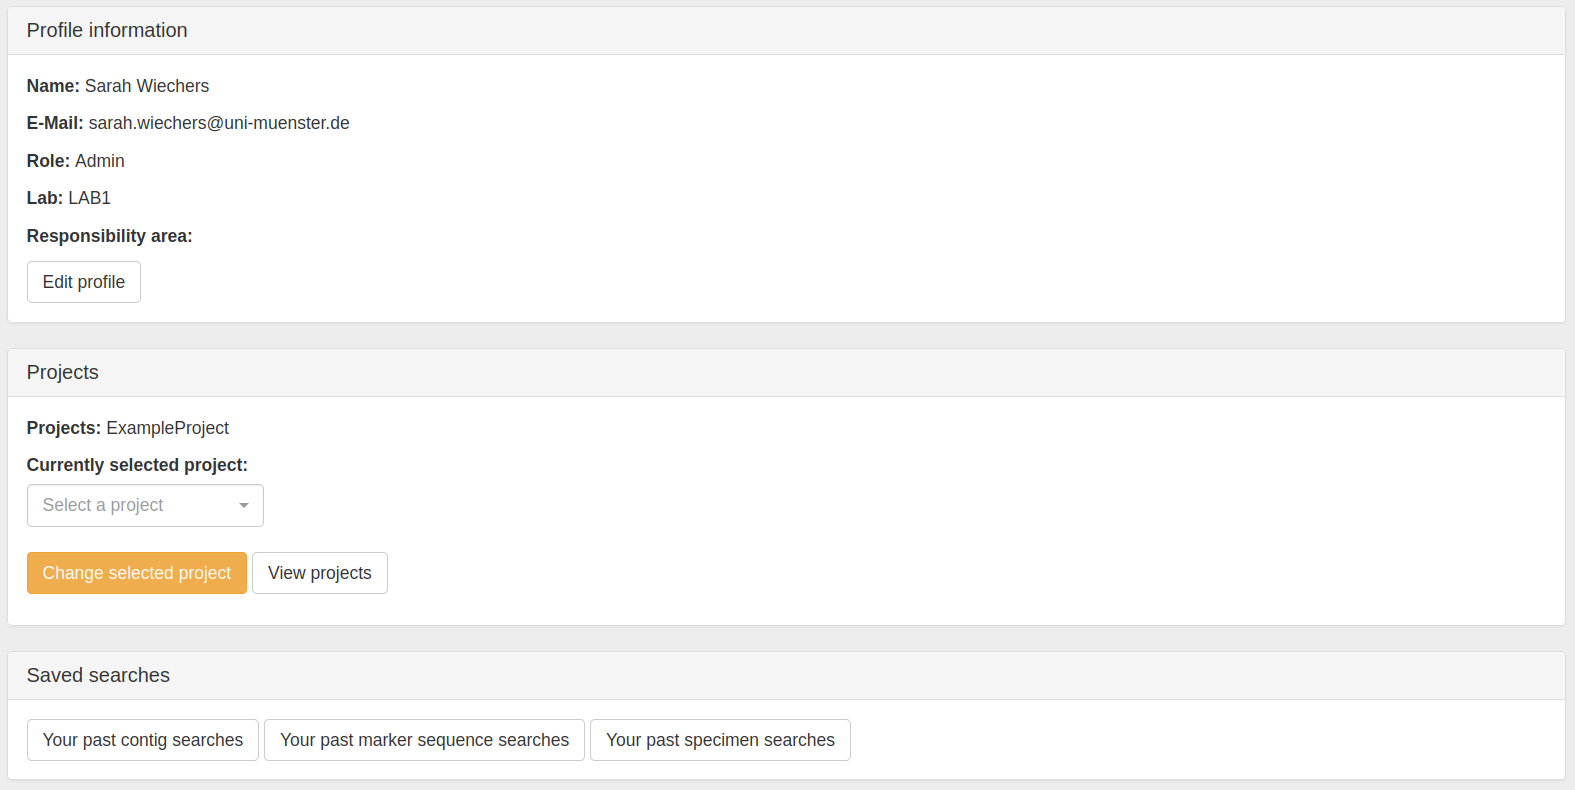 Profile information
Name: Sarah Wiechers
E-Mail: sarah.wiechers@uni-muenster.de
Role: Admin
Lab: LAB1
Responsibility area:
Edit profile
Projects
Projects: ExampleProject
Currently selected project:
Select a project
Change selected project View projects
Saved searches
Your past contig searches Your past marker sequence searches Your past specimen searches